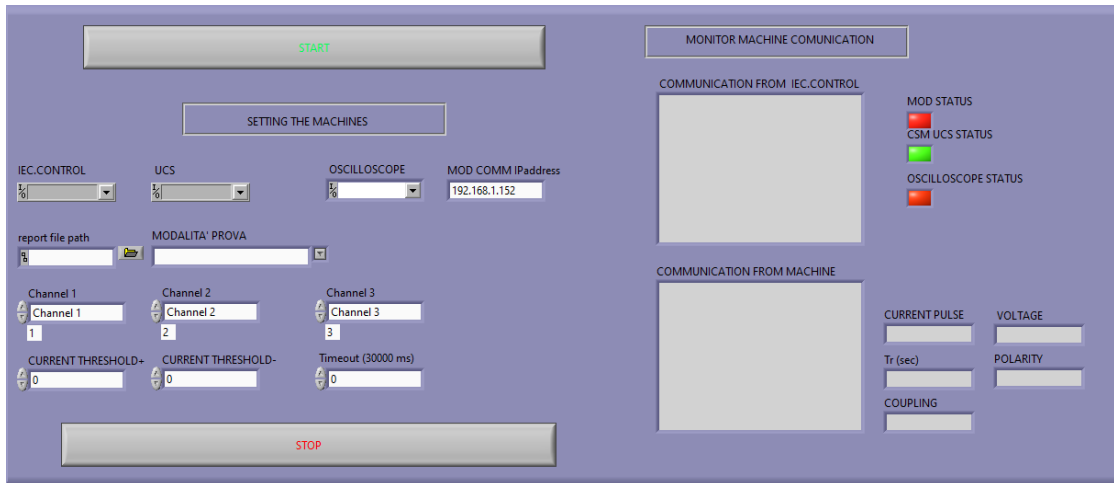 START
MONITOR MACHINE COMUNICATION
COMMUNICATION FROM IEC.CONTROL
MOD STATUS
SETTING THE MACHINES
CSM UCS STATUS
IEC.CONTROL UCS OSCILLOSCOPE MOD COMM IPaddress
OSCILLOSCOPE STATUS
192.168.1.152
report file path MODALITA' PROVA
COMMUNICATION FROM MACHINE
Channel 1 Channel 2 Channel 3
Channel 1 Channel 2 Channel 3
1 2 3
CURRENT PULSE VOLTAGE
CURRENT THRESHOLD+ CURRENT THRESHOLD- Timeout (30000 ms)
Tr (sec) POLARITY
0 0 0
COUPLING
STOP